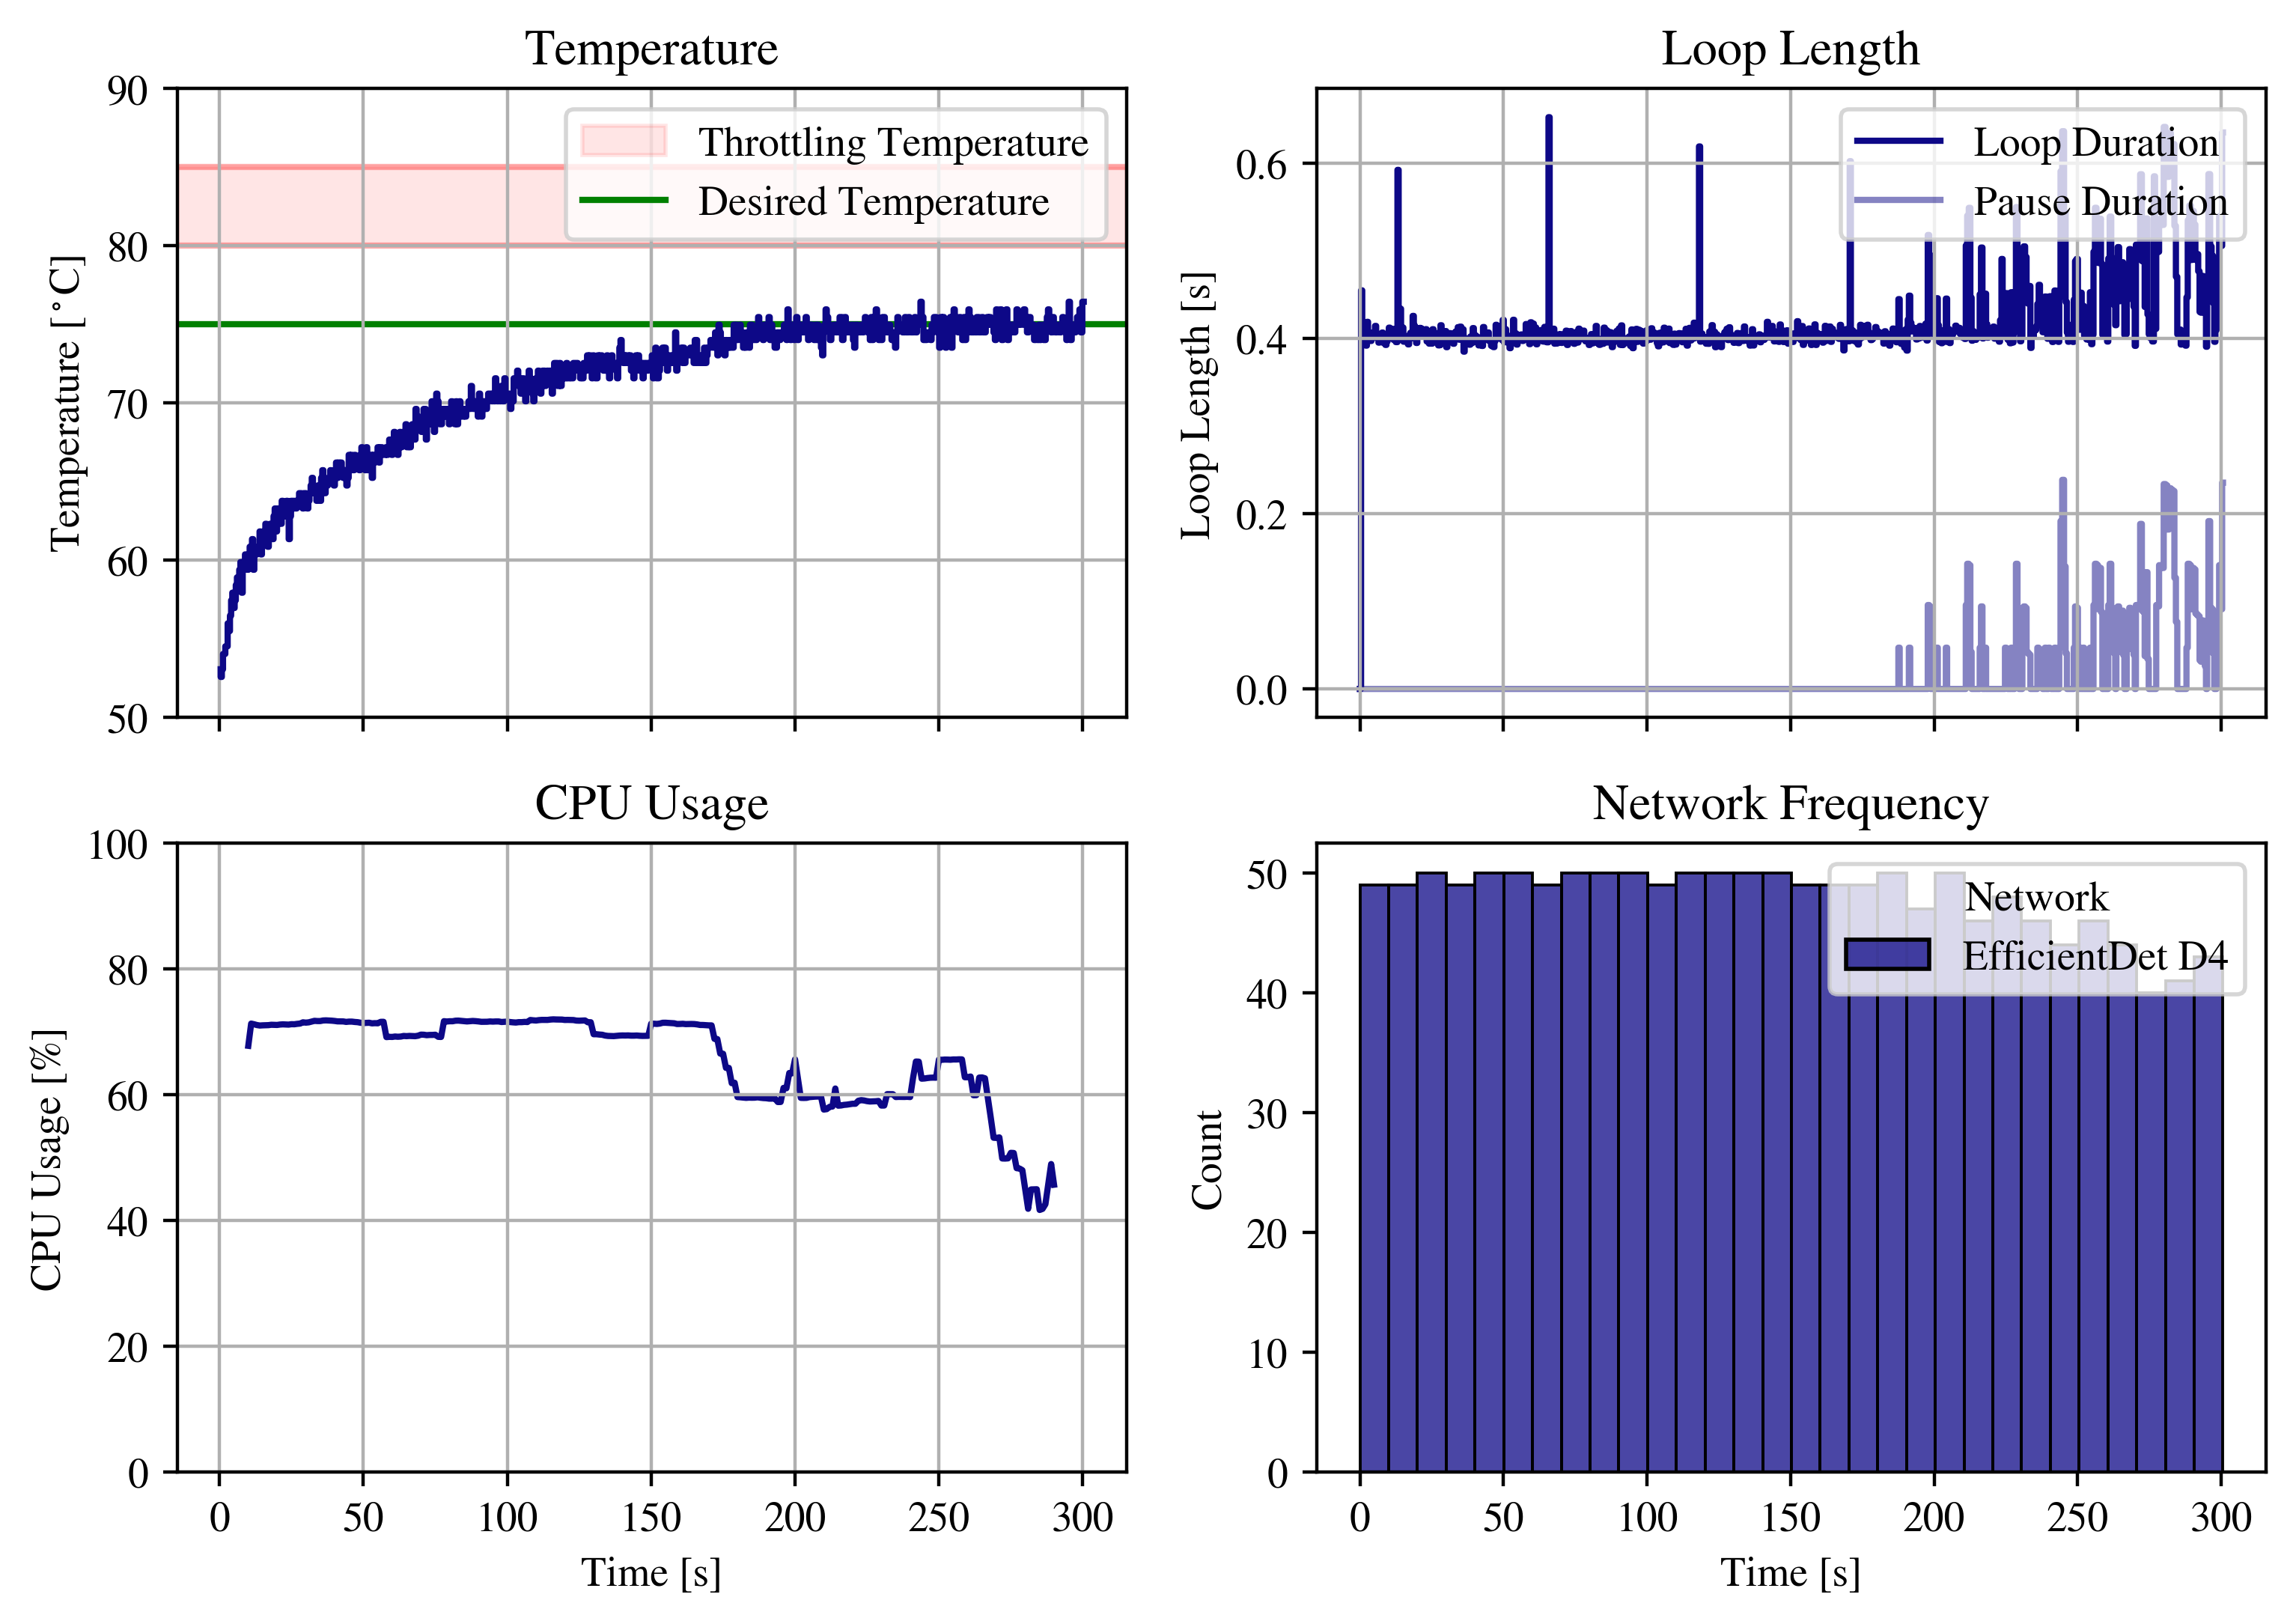 Temperature
90
80
70
60
50
Temperature [°C]
Throttling Temperature
Desired Temperature
Loop Length
0.6
0.4
0.2
0.0
Loop Length [s]
Loop Duration
Pause Duration
CPU Usage
100
80
60
40
20
0
CPU Usage [%]
0 50 100 150 200 250 300
Time [s]
Network Frequency
50
40
30
20
10
0
Count
Network
EfficientDet D4
0 50 100 150 200 250 300
Time [s]